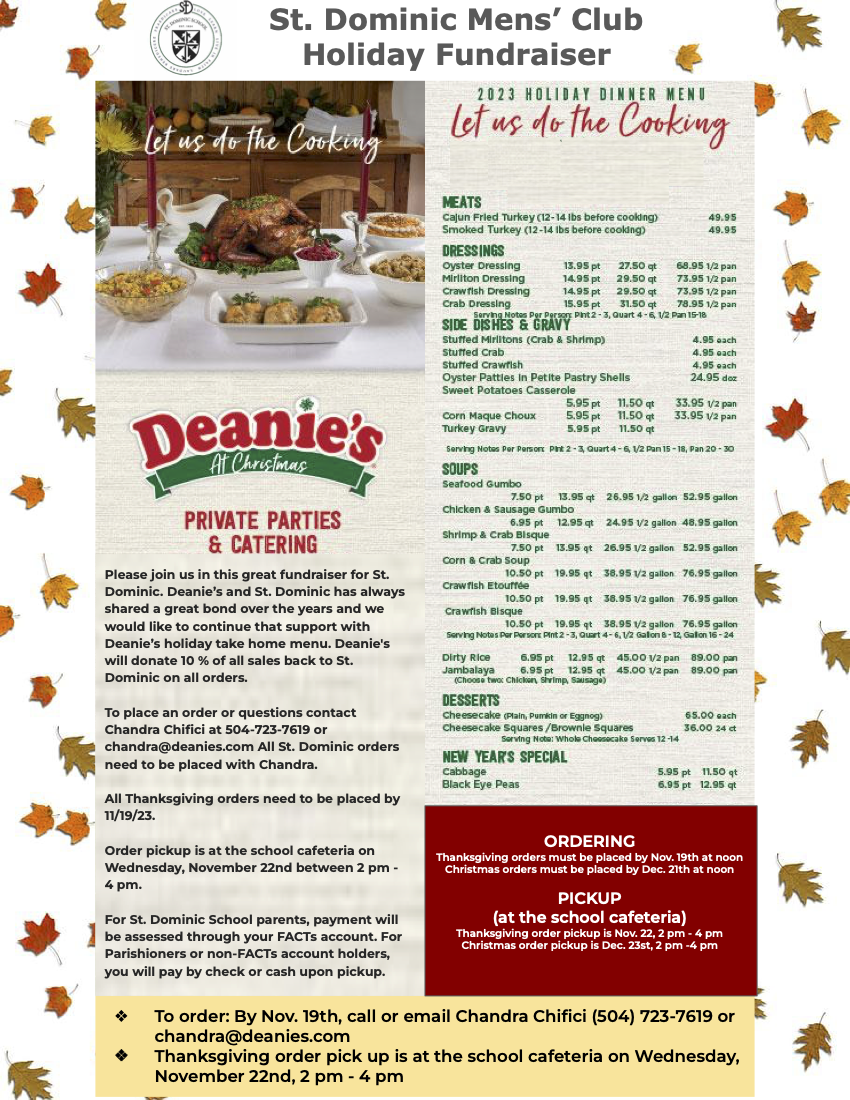 St. Dominic Mens’ Club
Holiday Fundraiser
Let us do the Cooking
Deanie's
At Christmas
PRIVATE PARTIES
& CATERING
Please join us in this great fundraiser for St.
Dominic. Deanie’s and St. Dominic has always
shared a great bond over the years and we
would like to continue that support with
Deanie’s holiday take home menu. Deanie's
will donate 10 % of all sales back to St.
Dominic on all orders.
To place an order or questions contact
Chandra Chifici at 504-723-7619 or
chandra@deanies.com All St. Dominic orders
need to be placed with Chandra.
All Thanksgiving orders need to be placed by
11/19/23.
Order pickup is at the school cafeteria on
Wednesday, November 22nd between 2 pm -
4 pm.
For St. Dominic School parents, payment will
be assessed through your FACTs account. For
Parishioners or non-FACTs account holders,
you will pay by check or cash upon pickup.
2023 HOLIDAY DINNER MENU
Let us do the Cooking
MEATS
Cajun Fried Turkey (12-14 lbs before cooking) 49.95
Smoked Turkey (12-14 lbs before cooking) 49.95
DRESSINGS
Oyster Dressing 13.95 pt 27.50 qt 68.95 1/2 pan
Mirliton Dressing 14.95 pt 29.50 qt 73.95 1/2 pan
Crawfish Dressing 14.95 pt 29.50 qt 73.95 1/2 pan
Crab Dressing 15.95 pt 31.50 qt 78.95 1/2 pan
Serving Notes Per Person: Pint 2 - 3, Quart 4 - 6, 1/2 Pan 15-18
SIDE DISHES & GRAVY
Stuffed Mirlitons (Crab & Shrimp) 4.95 each
Stuffed Crab 4.95 each
Stuffed Crawfish 4.95 each
Oyster Patties in Petite Pastry Shells 24.95 doz
Sweet Potatoes Casserole
5.95 pt 11.50 qt 33.95 1/2 pan
Corn Maque Choux 5.95 pt 11.50 qt 33.95 1/2 pan
Turkey Gravy 5.95 pt 11.50 qt
Serving Notes Per Person: Pint 2 - 3, Quart 4 - 6, 1/2 Pan 15 - 18, Pan 20 - 30
SOUPS
Seafood Gumbo
7.50 pt 13.95 qt 26.95 1/2 gallon 52.95 gallon
Chicken & Sausage Gumbo
6.95 pt 12.95 qt 24.95 1/2 gallon 48.95 gallon
Shrimp & Crab Bisque
7.50 pt 13.95 qt 26.95 1/2 gallon 52.95 gallon
Corn & Crab Soup
10.50 pt 19.95 qt 38.95 1/2 gallon 76.95 gallon
Crawfish Etouffée
10.50 pt 19.95 qt 38.95 1/2 gallon 76.95 gallon
Crawfish Bisque
10.50 pt 19.95 qt 38.95 1/2 gallon 76.95 gallon
Serving Notes Per Person: Pint 2 - 3, Quart 4 - 6, 1/2 Gallon 8 - 12, Gallon 16 - 24
Dirty Rice 6.95 pt 12.95 qt 45.00 1/2 pan 89.00 pan
Jambalaya 6.95 pt 12.95 qt 45.00 1/2 pan 89.00 pan
(Choose two: Chicken, Shrimp, Sausage)
DESSERTS
Cheesecake (Plain, Pumkin or Eggnog) 65.00 each
Cheesecake Squares /Brownie Squares 36.00 24 ct
Serving Note: Whole Cheesecake Serves 12 -14
NEW YEAR'S SPECIAL
Cabbage 5.95 pt 11.50 qt
Black Eye Peas 6.95 pt 12.95 qt
ORDERING
Thanksgiving orders must be placed by Nov. 19th at noon
Christmas orders must be placed by Dec. 21th at noon
PICKUP
(at the school cafeteria)
Thanksgiving order pickup is Nov. 22, 2 pm - 4 pm
Christmas order pickup is Dec. 23st, 2 pm -4 pm
❖ To order: By Nov. 19th, call or email Chandra Chifici (504) 723-7619 or
chandra@deanies.com
❖ Thanksgiving order pick up is at the school cafeteria on Wednesday,
November 22nd, 2 pm - 4 pm